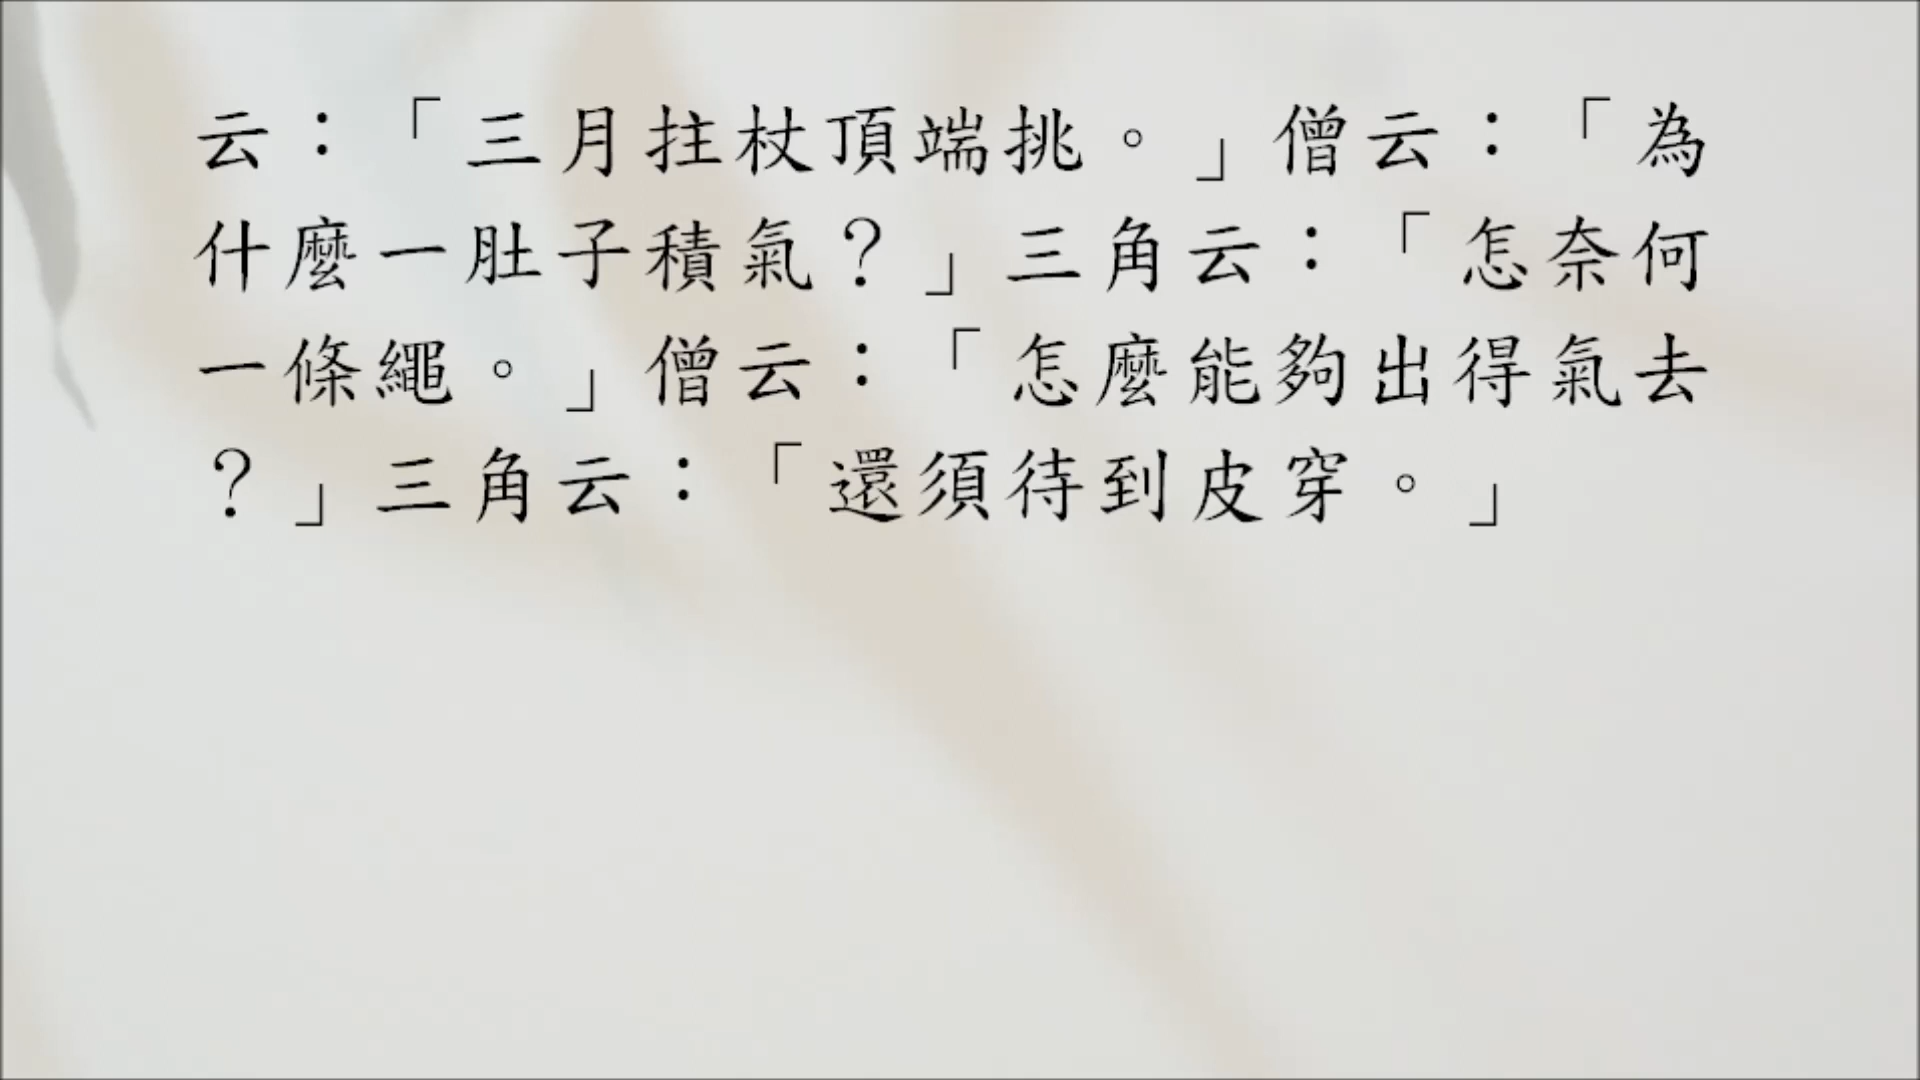 云：「三月拄杖頂端挑。」僧云：「為
什麼一肚子積氣？」三角云：「怎奈何
一條繩。」僧云：「怎麼能夠出得氣去
？」三角云：「還須待到皮穿。」